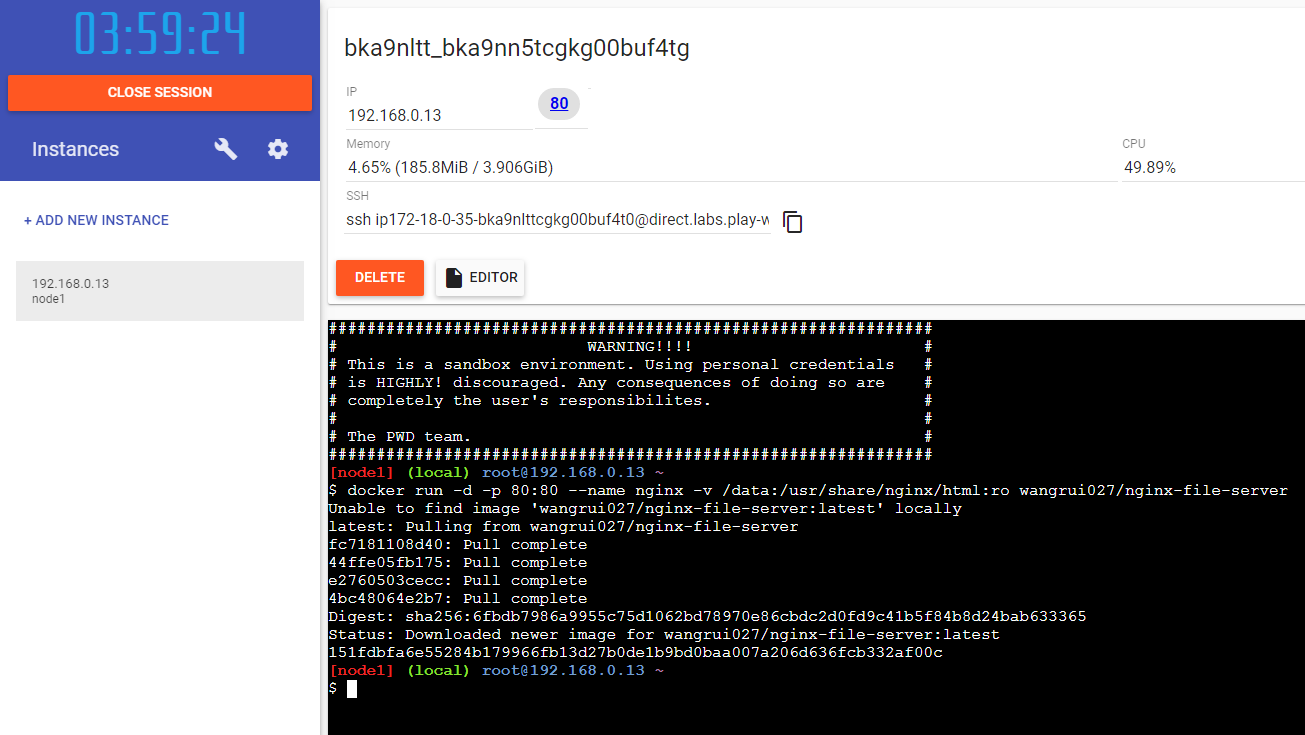 03:59:24
CLOSE SESSION
Instances
+ ADD NEW INSTANCE
192.168.0.13
node1
bka9nltt_bka9nn5tcgkg00buf4tg
IP
192.168.0.13
80
Memory
4.65% (185.8MiB / 3.906GiB)
CPU
49.89%
SSH
ssh ip172-18-0-35-bka9nlttcgkg00buf4t0@direct.labs.play-w
DELETE
EDITOR
###############################################################
# WARNING!!!! #
# This is a sandbox environment. Using personal credentials #
# is HIGHLY! discouraged. Any consequences of doing so are #
# completely the user's responsibilites. #
# #
# The PWD team. #
###############################################################
[node1] (local) root@192.168.0.13 ~
$ docker run -d -p 80:80 --name nginx -v /data:/usr/share/nginx/html:ro wangrui027/nginx-file-server
Unable to find image 'wangrui027/nginx-file-server:latest' locally
latest: Pulling from wangrui027/nginx-file-server
fc7181108d40: Pull complete
44ffe05fb175: Pull complete
e2760503cecc: Pull complete
4bc48064e2b7: Pull complete
Digest: sha256:6fbdb7986a9955c75d1062bd78970e86cbdc2d0fd9c41b5f84b8d24bab633365
Status: Downloaded newer image for wangrui027/nginx-file-server:latest
151fdbfa6e55284b179966fb13d27b0de1b9bd0baa007a206d636fcb332af00c
[node1] (local) root@192.168.0.13 ~
$